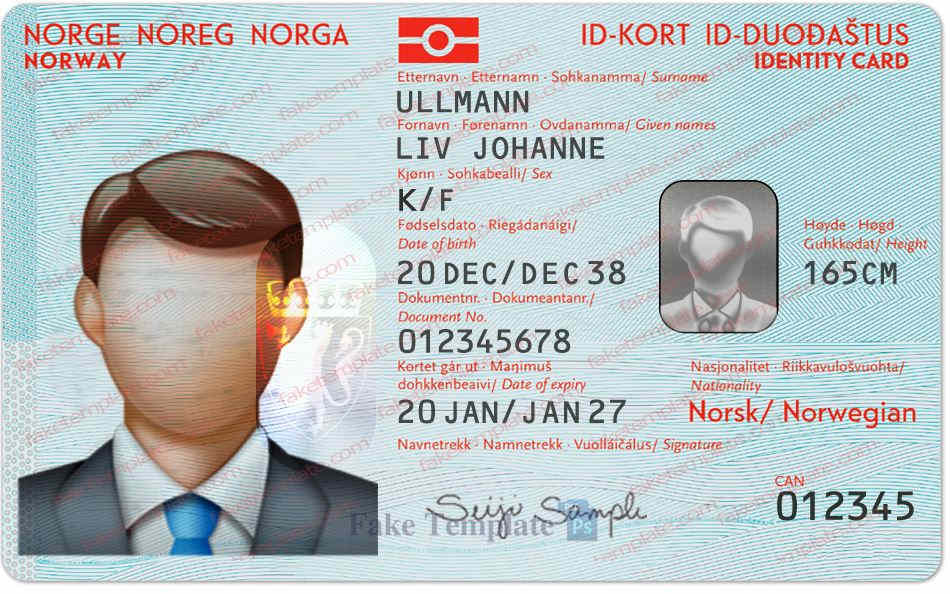 NORGE NOREG NORGA
NORWAY
ID-KORT ID-DUOĐAŠTUS
IDENTITY CARD
Etternavn · Etternamn · Sohkanamma/ Surname
ULLMANN
Fornavn · Førenamn · Ovdanamma/ Given names
LIV JOHANNE
Kjønn · Sohkabealli/ Sex
K/F
Fødselsdato · Riegádanáigi/
Date of birth
20 DEC/DEC 38
Høyde · Høgd ·
Guhkkodat/ Height
165CM
Dokumentnr. · Dokumeantanr./
Document No.
012345678
Kortet går ut · Maŋimuš
dohkkenbeaivi/ Date of expiry
20 JAN/JAN 27
Nasjonalitet · Riikkavulošvuohta/
Nationality
Norsk/ Norwegian
Navnetrekk · Namnetrekk · Vuolláičálus/ Signature
Seiji Sample
Fake Template PS
CAN
012345
faketemplate.com